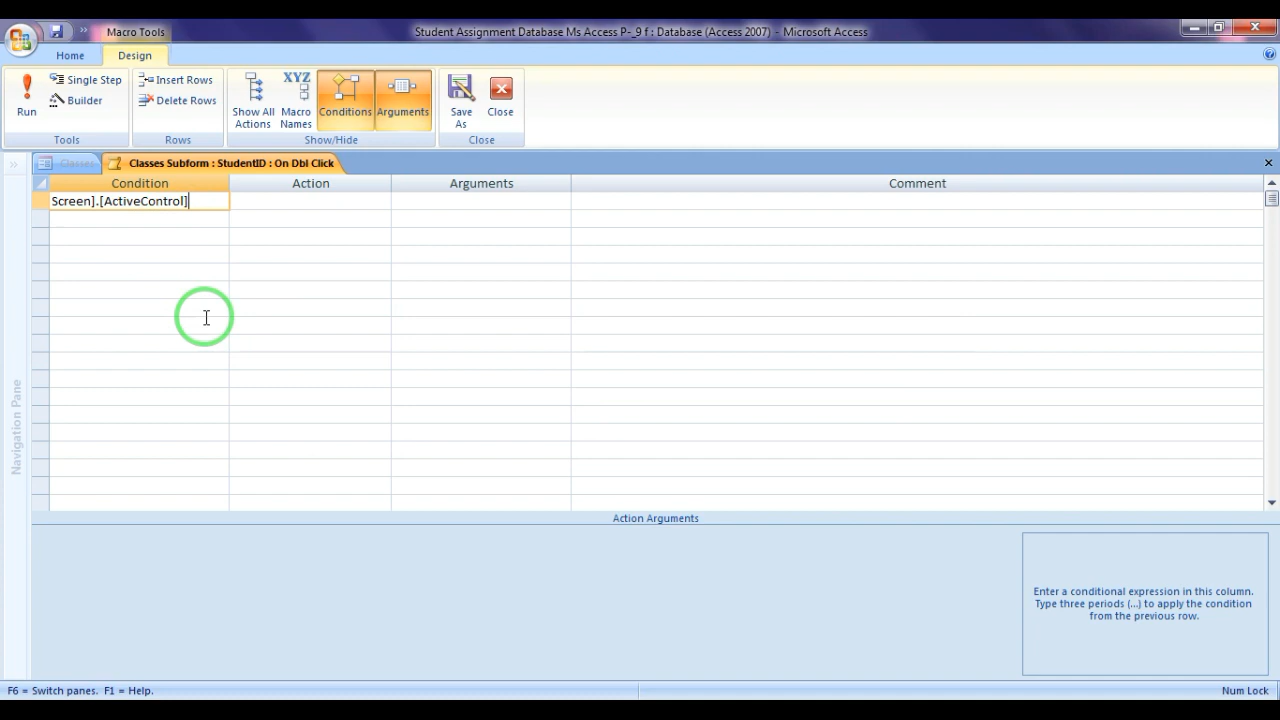 Macro Tools
Student Assignment Database Ms Access P-_9 f : Database (Access 2007) - Microsoft Access
Home
Design
Run
Single Step
Builder
Tools
Insert Rows
Delete Rows
Rows
Show All Actions
XYZ
Macro Names
Conditions
Arguments
Show/Hide
Save As
Close
Close
Classes
Classes Subform : StudentID : On Dbl Click
Condition
Action
Arguments
Comment
Screen].[ActiveControl]
Navigation Pane
Action Arguments
Enter a conditional expression in this column.
Type three periods (...) to apply the condition
from the previous row.
F6 = Switch panes. F1 = Help.
Num Lock